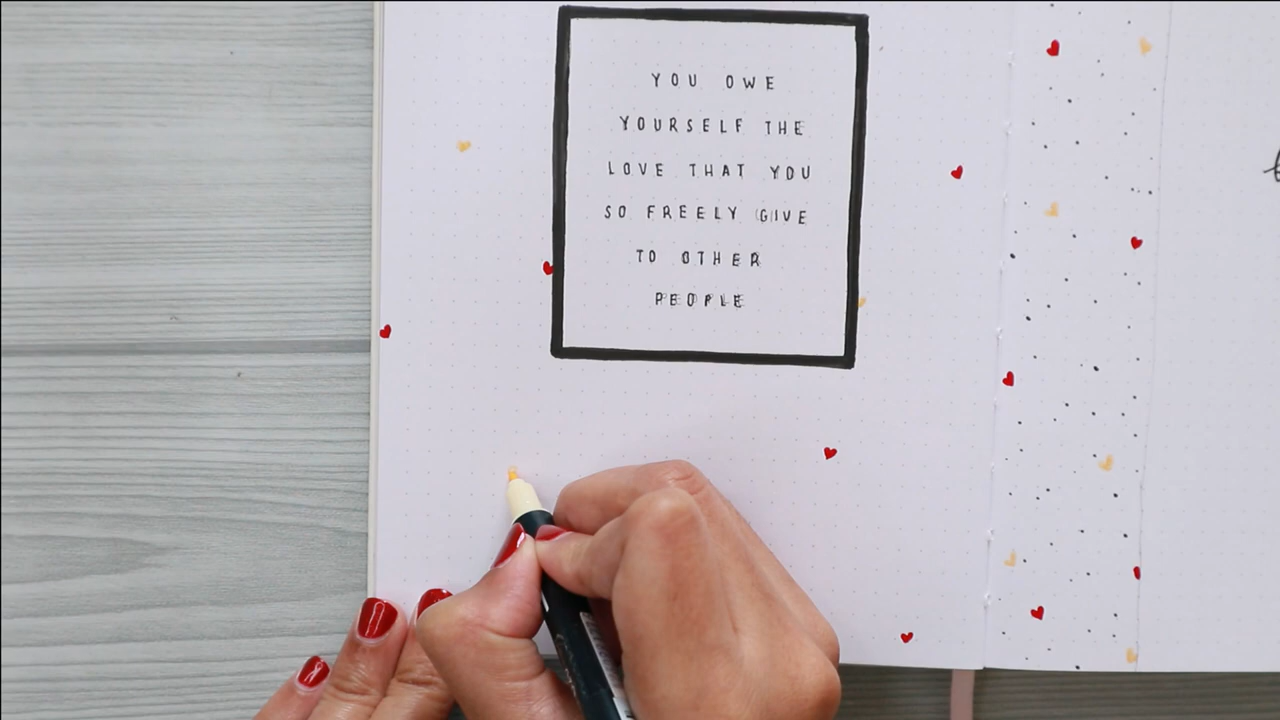 YOU OWE
YOURSELF THE
LOVE THAT YOU
SO FREELY GIVE
TO OTHER
PEOPLE